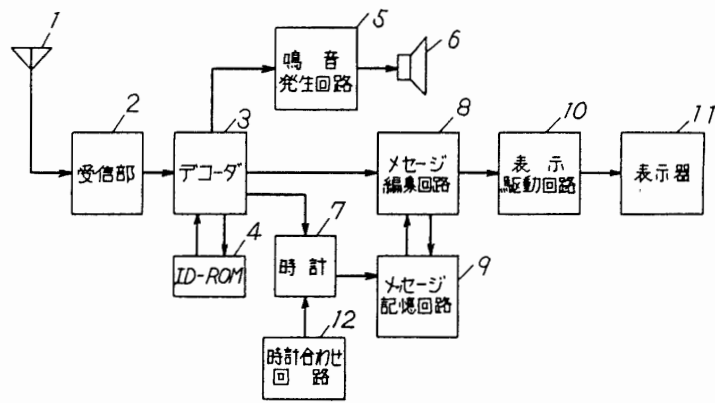 1
5
6
鳴音
発生回路
2
3
8
10
11
受信部
デコーダ
メセージ
編集回路
表示
駆動回路
表示器
4
7
ID-ROM
時計
9
メセージ
記憶回路
12
時計合わせ
回路